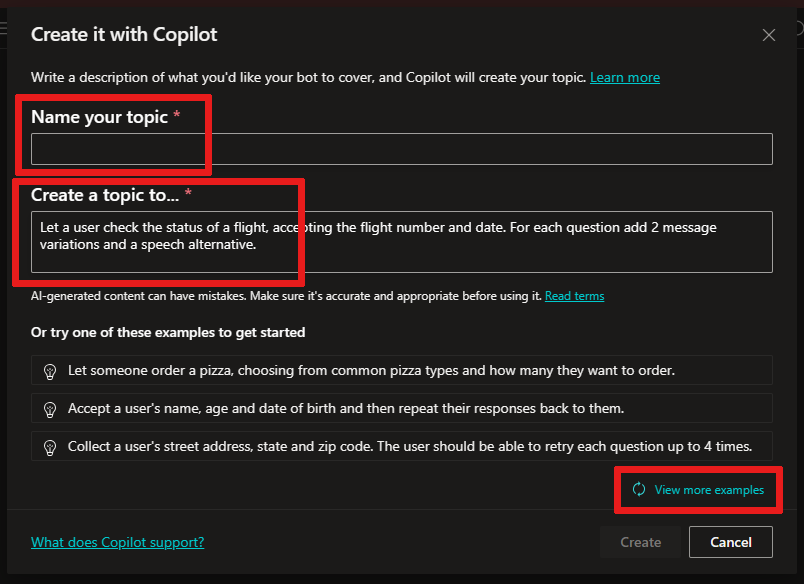 Create it with Copilot
Write a description of what you'd like your bot to cover, and Copilot will create your topic. Learn more
Name your topic *
Create a topic to... *
Let a user check the status of a flight, accepting the flight number and date. For each question add 2 message
variations and a speech alternative.
AI-generated content can have mistakes. Make sure it's accurate and appropriate before using it. Read terms
Or try one of these examples to get started
Let someone order a pizza, choosing from common pizza types and how many they want to order.
Accept a user's name, age and date of birth and then repeat their responses back to them.
Collect a user's street address, state and zip code. The user should be able to retry each question up to 4 times.
View more examples
What does Copilot support?
Create
Cancel